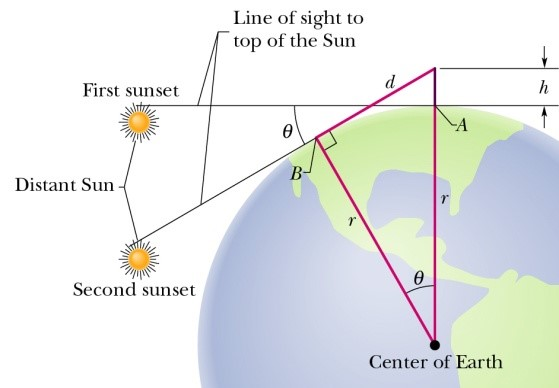 Line of sight to
top of the Sun
First sunset
d
h
θ
A
B
Distant Sun
r
r
θ
Second sunset
Center of Earth